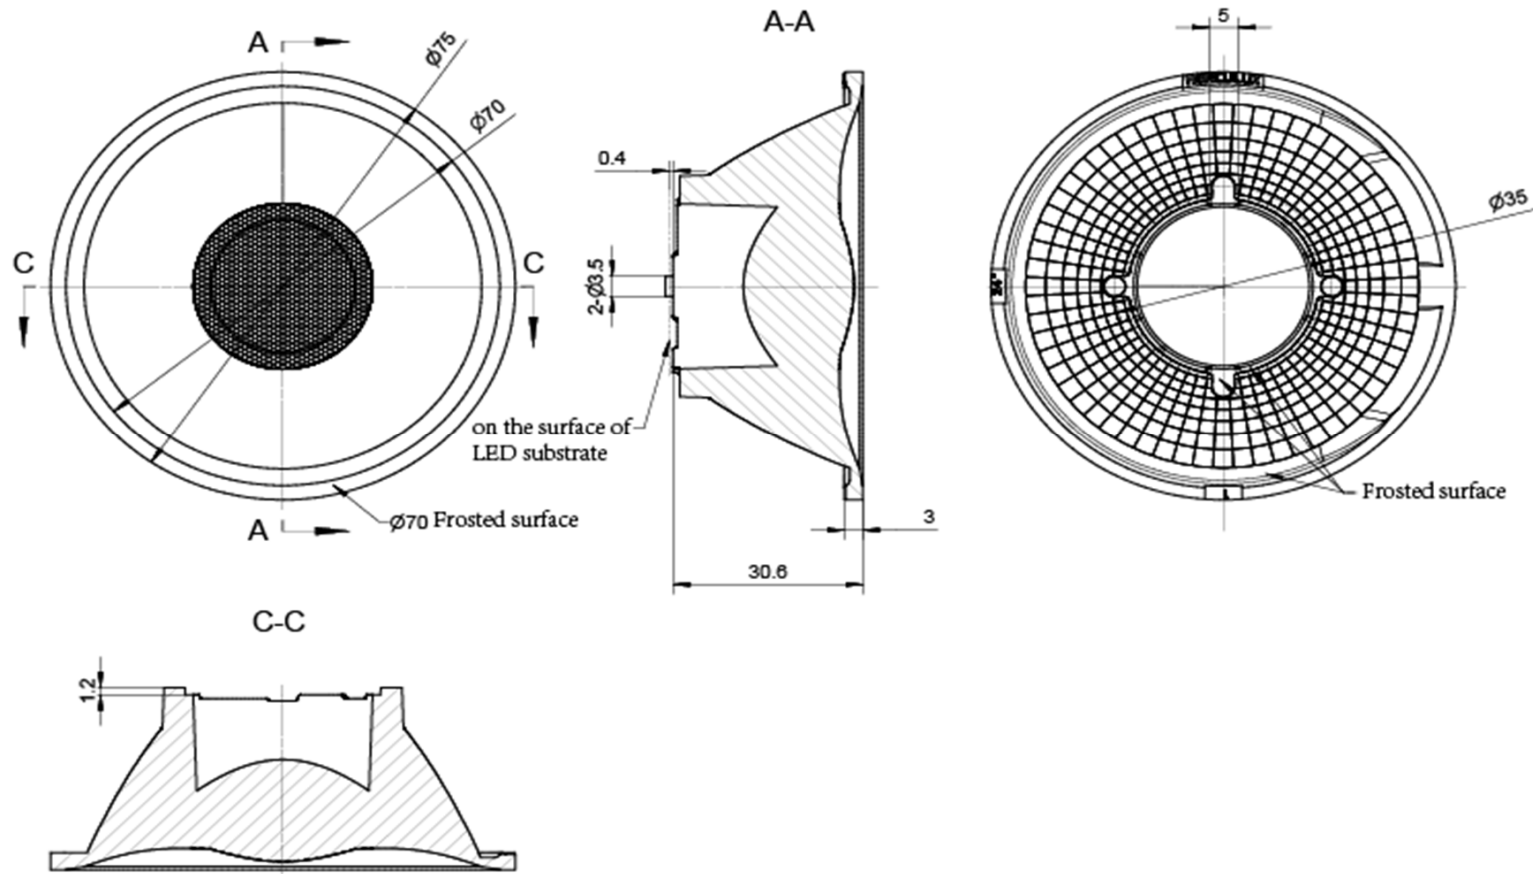 A
Ø75
Ø70
C
C
A
Ø70 Frosted surface
A-A
0.4
2-Ø3.5
on the surface of
LED substrate
3
30.6
5
Ø35
24°
Frosted surface
C-C
1.2